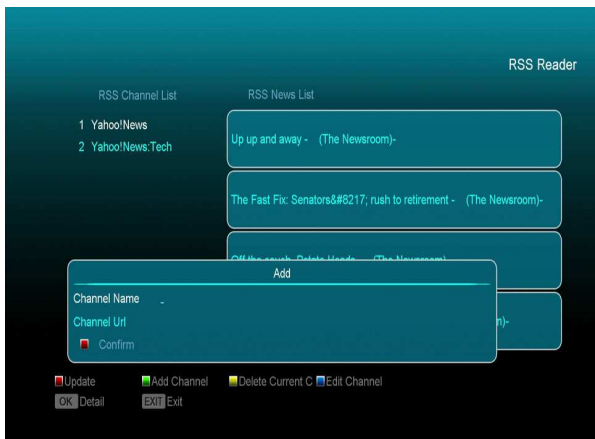 RSS Reader
RSS Channel List
RSS News List
1 Yahoo!News
2 Yahoo!News:Tech
Up up and away - (The Newsroom)-
The Fast Fix: Senators&#8217; rush to retirement - (The Newsroom)-
Add
Channel Name _
Channel Url
n)-
Confirm
Update
Add Channel
Delete Current C
Edit Channel
OK Detail
EXIT Exit